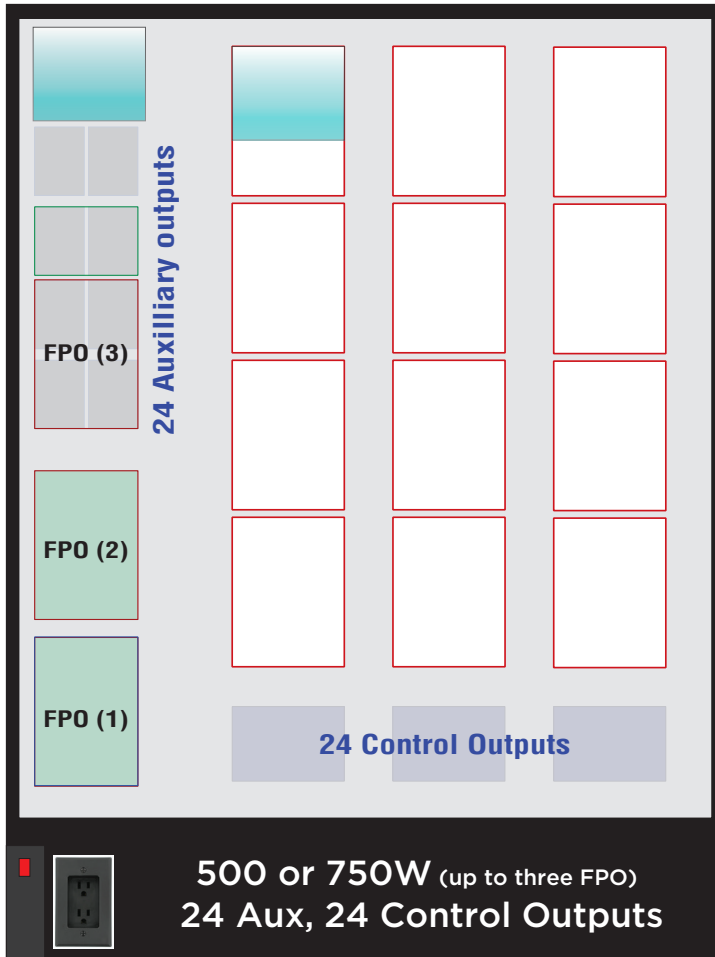 24 Auxilliary outputs
FPO (3)
FPO (2)
FPO (1)
24 Control Outputs
500 or 750W (up to three FPO)
24 Aux, 24 Control Outputs